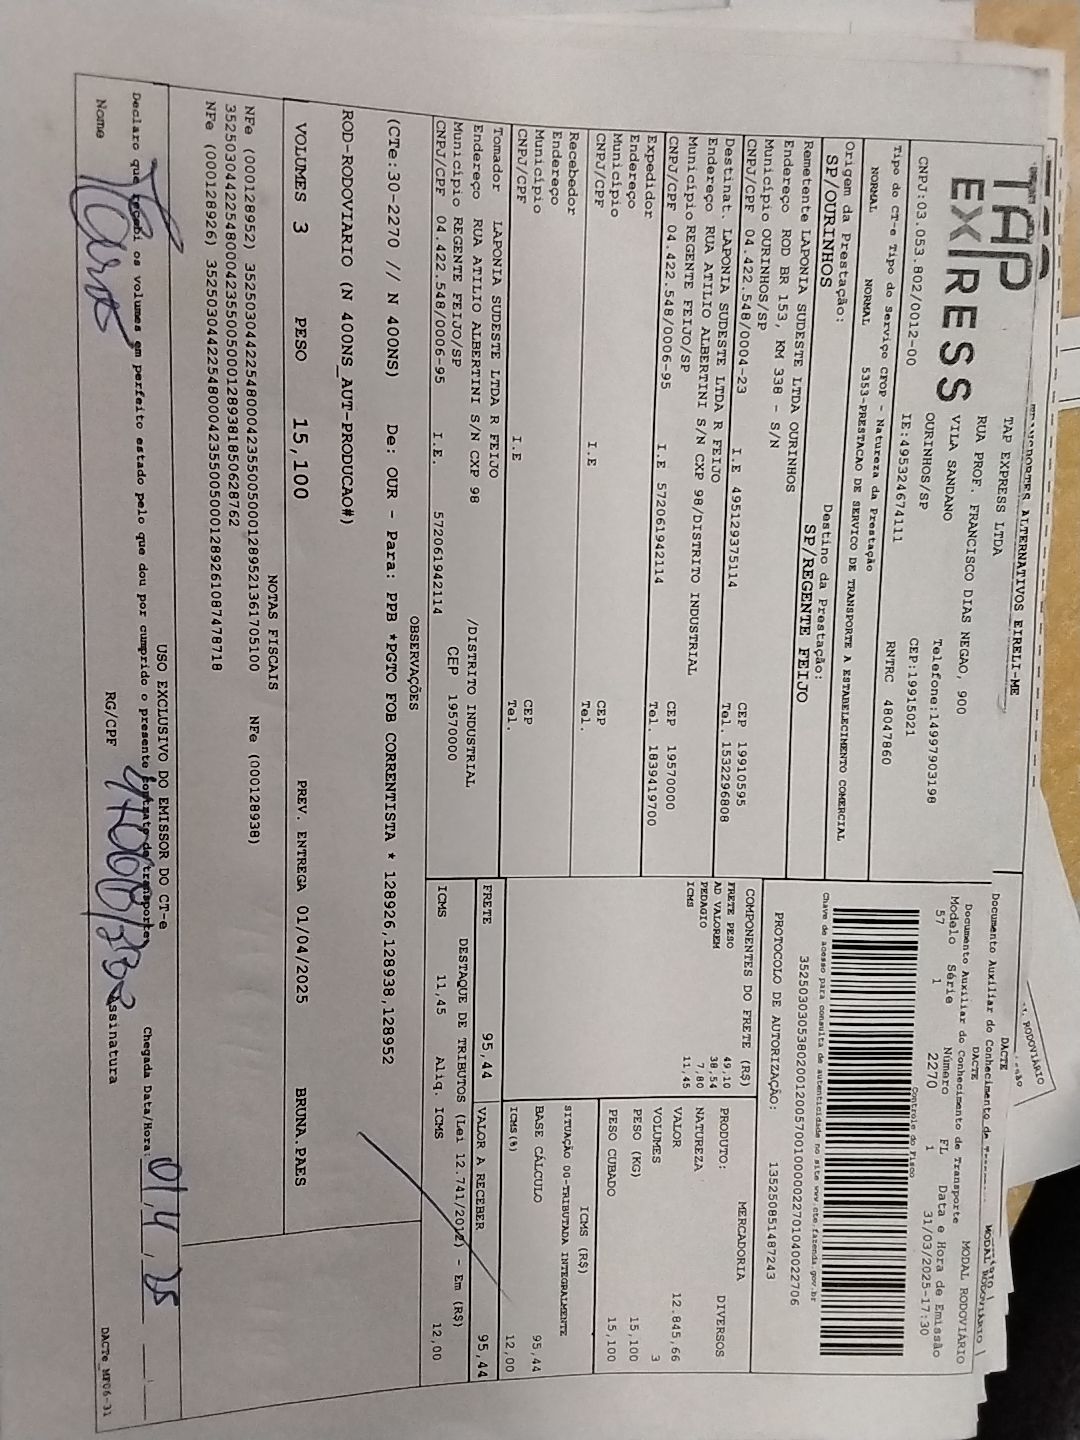 TRANSPORTES ALTERNATIVOS EIRELI-ME
TAP
EXPRESS
TAP EXPRESS LTDA
RUA PROF. FRANCISCO DIAS NEGAO, 900
VILA SANDANO
OURINHOS/SP
Telefone:14997903198
CEP:19915021
CNPJ:03.053.802/0012-00
IE:495324674111
RNTRC 48047860
Tipo do CT-e Tipo do Serviço CFOP - Natureza da Prestação
NORMAL NORMAL 5353-PRESTACAO DE SERVICO DE TRANSPORTE A ESTABELECIMENTO COMERCIAL
Origem da Prestação: Destino da Prestação:
SP/OURINHOS SP/REGENTE FEIJO
Remetente LAPONIA SUDESTE LTDA OURINHOS
Endereço ROD BR 153, KM 338 - S/N
Município OURINHOS/SP CEP 19910595
CNPJ/CPF 04.422.548/0004-23 I.E 495129375114 Tel. 1532296808
Destinat. LAPONIA SUDESTE LTDA R FEIJO
Endereço RUA ATILIO ALBERTINI S/N CXP 98/DISTRITO INDUSTRIAL
Município REGENTE FEIJO/SP CEP 19570000
CNPJ/CPF 04.422.548/0006-95 I.E 572061942114 Tel. 1839419700
Expedidor
Endereço
Município CEP
CNPJ/CPF I.E Tel.
Recebedor
Endereço
Município CEP
CNPJ/CPF I.E Tel.
Tomador LAPONIA SUDESTE LTDA R FEIJO
Endereço RUA ATILIO ALBERTINI S/N CXP 98 /DISTRITO INDUSTRIAL
Município REGENTE FEIJO/SP CEP 19570000
CNPJ/CPF 04.422.548/0006-95 I.E. 572061942114
DACTE
Documento Auxiliar do Conhecimento de
DACTE
Documento Auxiliar do Conhecimento de Transporte
MODAL RODOVIÁRIO
Modelo Série Número FL Data e Hora de Emissão
57 1 2270 1 31/03/2025-17:30
Controle do Fisco
Chave de acesso para consulta de autenticidade no site www.cte.fazenda.gov.br
35250303053802001200570010000022701040022706
PROTOCOLO DE AUTORIZAÇÃO: 135250851487243
COMPONENTES DO FRETE (R$)
FRETE PESO 49,10
AD VALOREM 38,54
PEDAGIO 7,80
ICMS 11,45
MERCADORIA
PRODUTO: DIVERSOS
NATUREZA
VALOR 12.845,66
VOLUMES 3
PESO (KG) 15,100
PESO CUBADO 15,100
ICMS (R$)
SITUAÇÃO 00-TRIBUTADA INTEGRALMENTE
BASE CÁLCULO 95,44
ICMS(%) 12,00
FRETE 95,44 VALOR A RECEBER 95,44
DESTAQUE DE TRIBUTOS (Lei 12.741/2012) - Em (R$)
ICMS 11,45 Aliq. ICMS 12,00
OBSERVAÇÕES
(CTe:30-2270 // N 400NS) De: OUR - Para: PPB *PGTO FOB CORRENTISTA * 128926,128938,128952
ROD-RODOVIARIO (N 400NS_AUT-PRODUCAO#)
VOLUMES 3 PESO 15,100 PREV. ENTREGA 01/04/2025 BRUNA.PAES
NOTAS FISCAIS
NFe (000128952) 35250304422548000423550050001289521361705100 NFe (000128938)
35250304422548000423550050001289381850628762
NFe (000128926) 35250304422548000423550050001289261087478718
USO EXCLUSIVO DO EMISSOR DO CT-e
Declaro que recebi os volumes em perfeito estado pelo que dou por cumprido o presente contrato de transporte. Chegada Data/Hora: 01/4/25
Nome RG/CPF Assinatura
DACTe_MF06-31